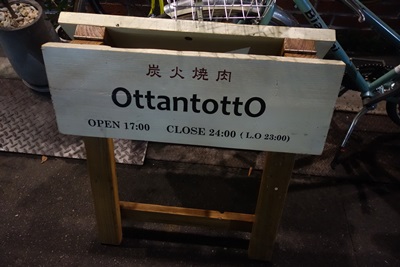 炭火焼肉
OttantottO
OPEN 17:00 CLOSE 24:00 ( L.O 23:00)